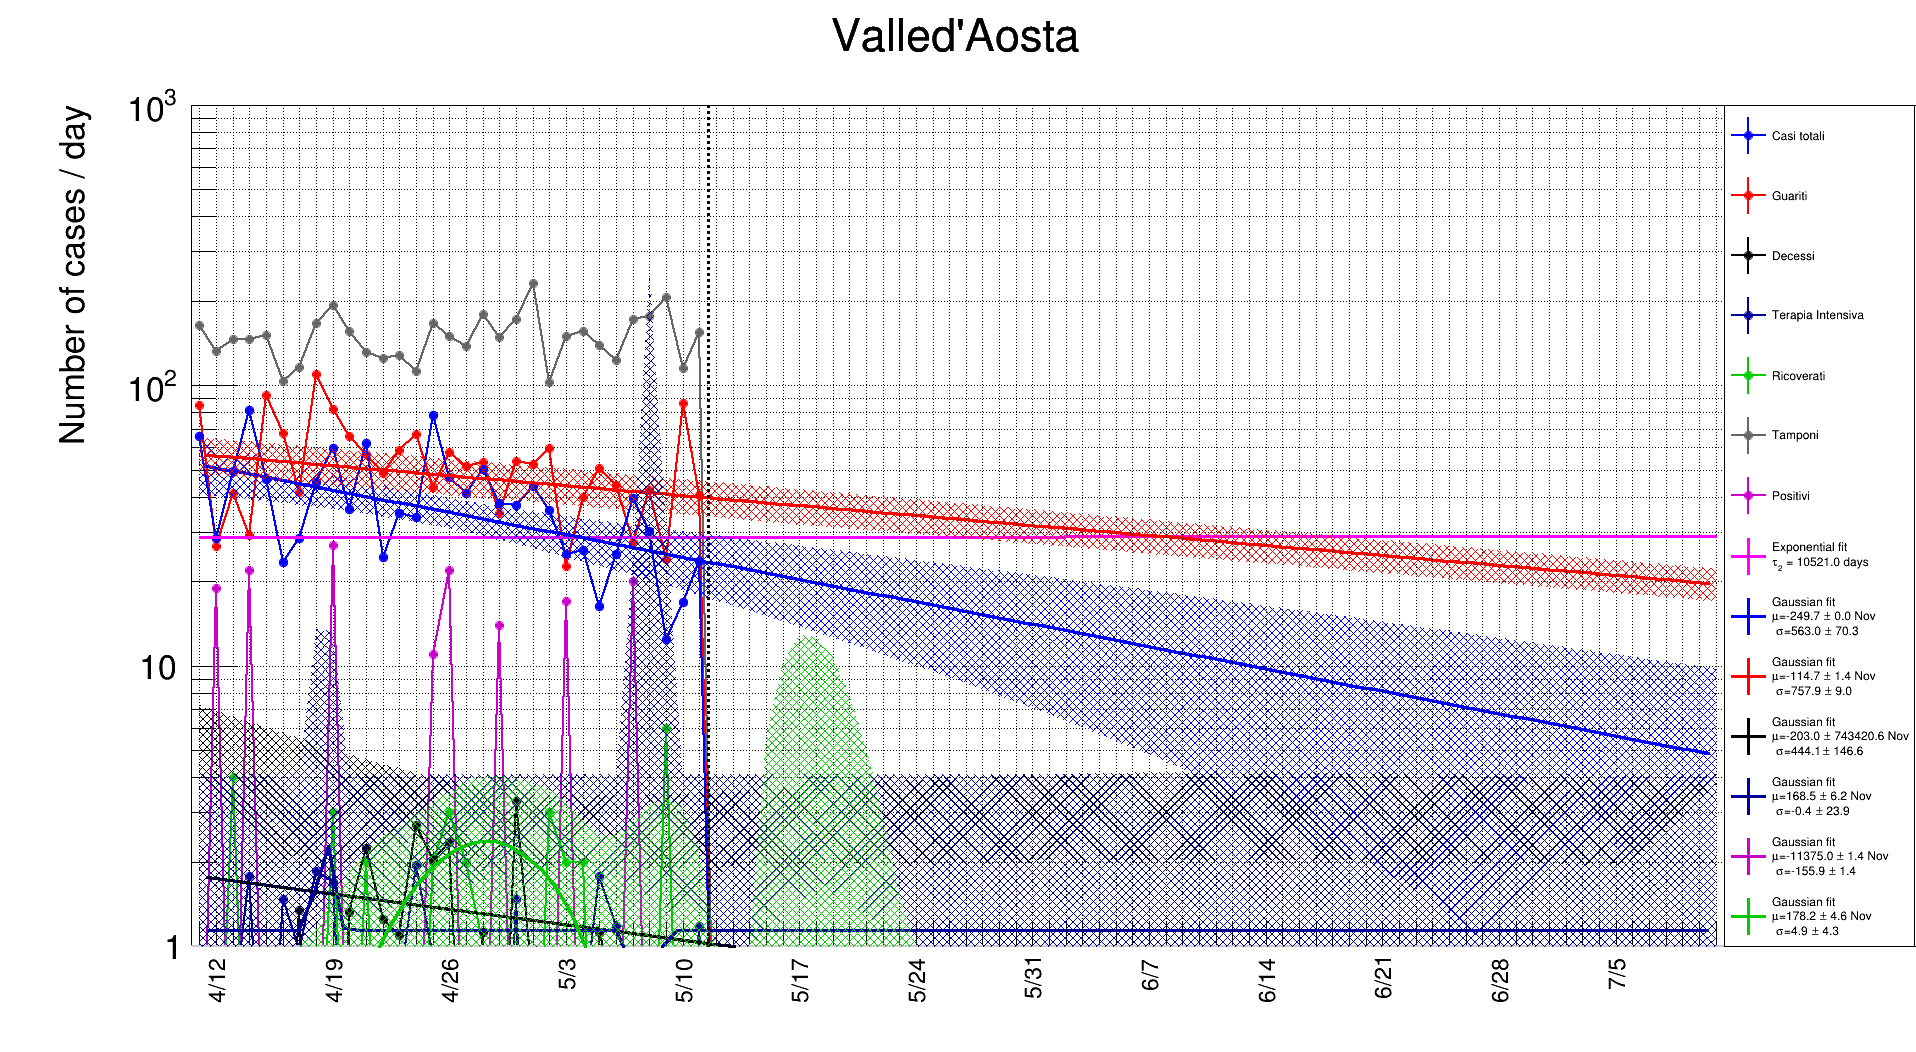 Valled'Aosta
Number of cases / day
10³
10²
10
1
4/12
4/19
4/26
5/3
5/10
5/17
5/24
5/31
6/7
6/14
6/21
6/28
7/5
Casi totali
Guariti
Decessi
Terapia Intensiva
Ricoverati
Tamponi
Positivi
Exponential fit
τ₂ = 10521.0 days
Gaussian fit
μ=-249.7 ± 0.0 Nov
σ=563.0 ± 70.3
Gaussian fit
μ=-114.7 ± 1.4 Nov
σ=757.9 ± 9.0
Gaussian fit
μ=-203.0 ± 743420.6 Nov
σ=444.1 ± 146.6
Gaussian fit
μ=168.5 ± 6.2 Nov
σ=-0.4 ± 23.9
Gaussian fit
μ=-11375.0 ± 1.4 Nov
σ=-155.9 ± 1.4
Gaussian fit
μ=178.2 ± 4.6 Nov
σ=4.9 ± 4.3